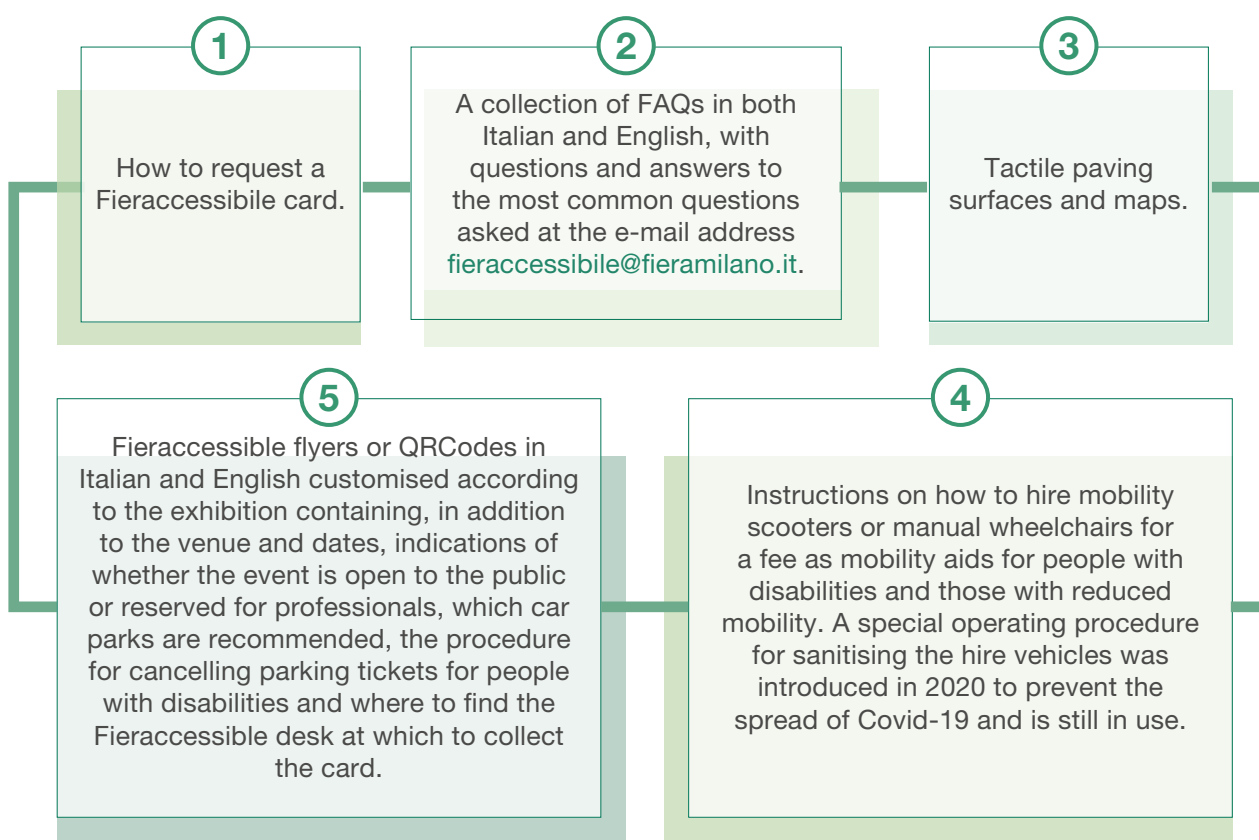 1
How to request a
Fieraccessibile card.
2
A collection of FAQs in both
Italian and English, with
questions and answers to
the most common questions
asked at the e-mail address
fieraccessibile@fieramilano.it.
3
Tactile paving
surfaces and maps.
4
Instructions on how to hire mobility
scooters or manual wheelchairs for
a fee as mobility aids for people with
disabilities and those with reduced
mobility. A special operating procedure
for sanitising the hire vehicles was
introduced in 2020 to prevent the
spread of Covid-19 and is still in use.
5
Fieraccessible flyers or QRCodes in
Italian and English customised according
to the exhibition containing, in addition
to the venue and dates, indications of
whether the event is open to the public
or reserved for professionals, which car
parks are recommended, the procedure
for cancelling parking tickets for people
with disabilities and where to find the
Fieraccessible desk at which to collect
the card.